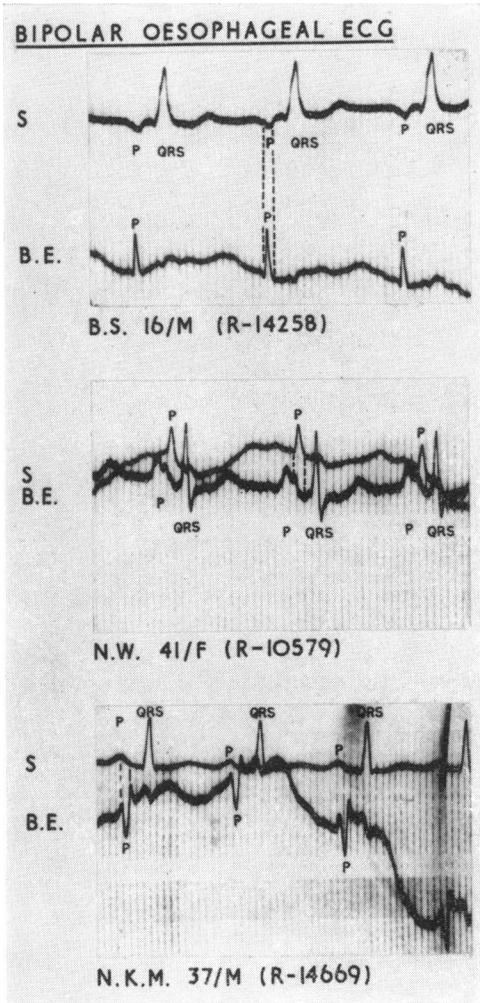 BIPOLAR OESOPHAGEAL ECG
S
P QRS P QRS P QRS
P P P
B.E.
B.S. 16/M (R-14258)
P P P
S
B.E.
P QRS P QRS P QRS
N.W. 41/F (R-10579)
P QRS P QRS P QRS
S
B.E.
P P P
N.K.M. 37/M (R-14669)